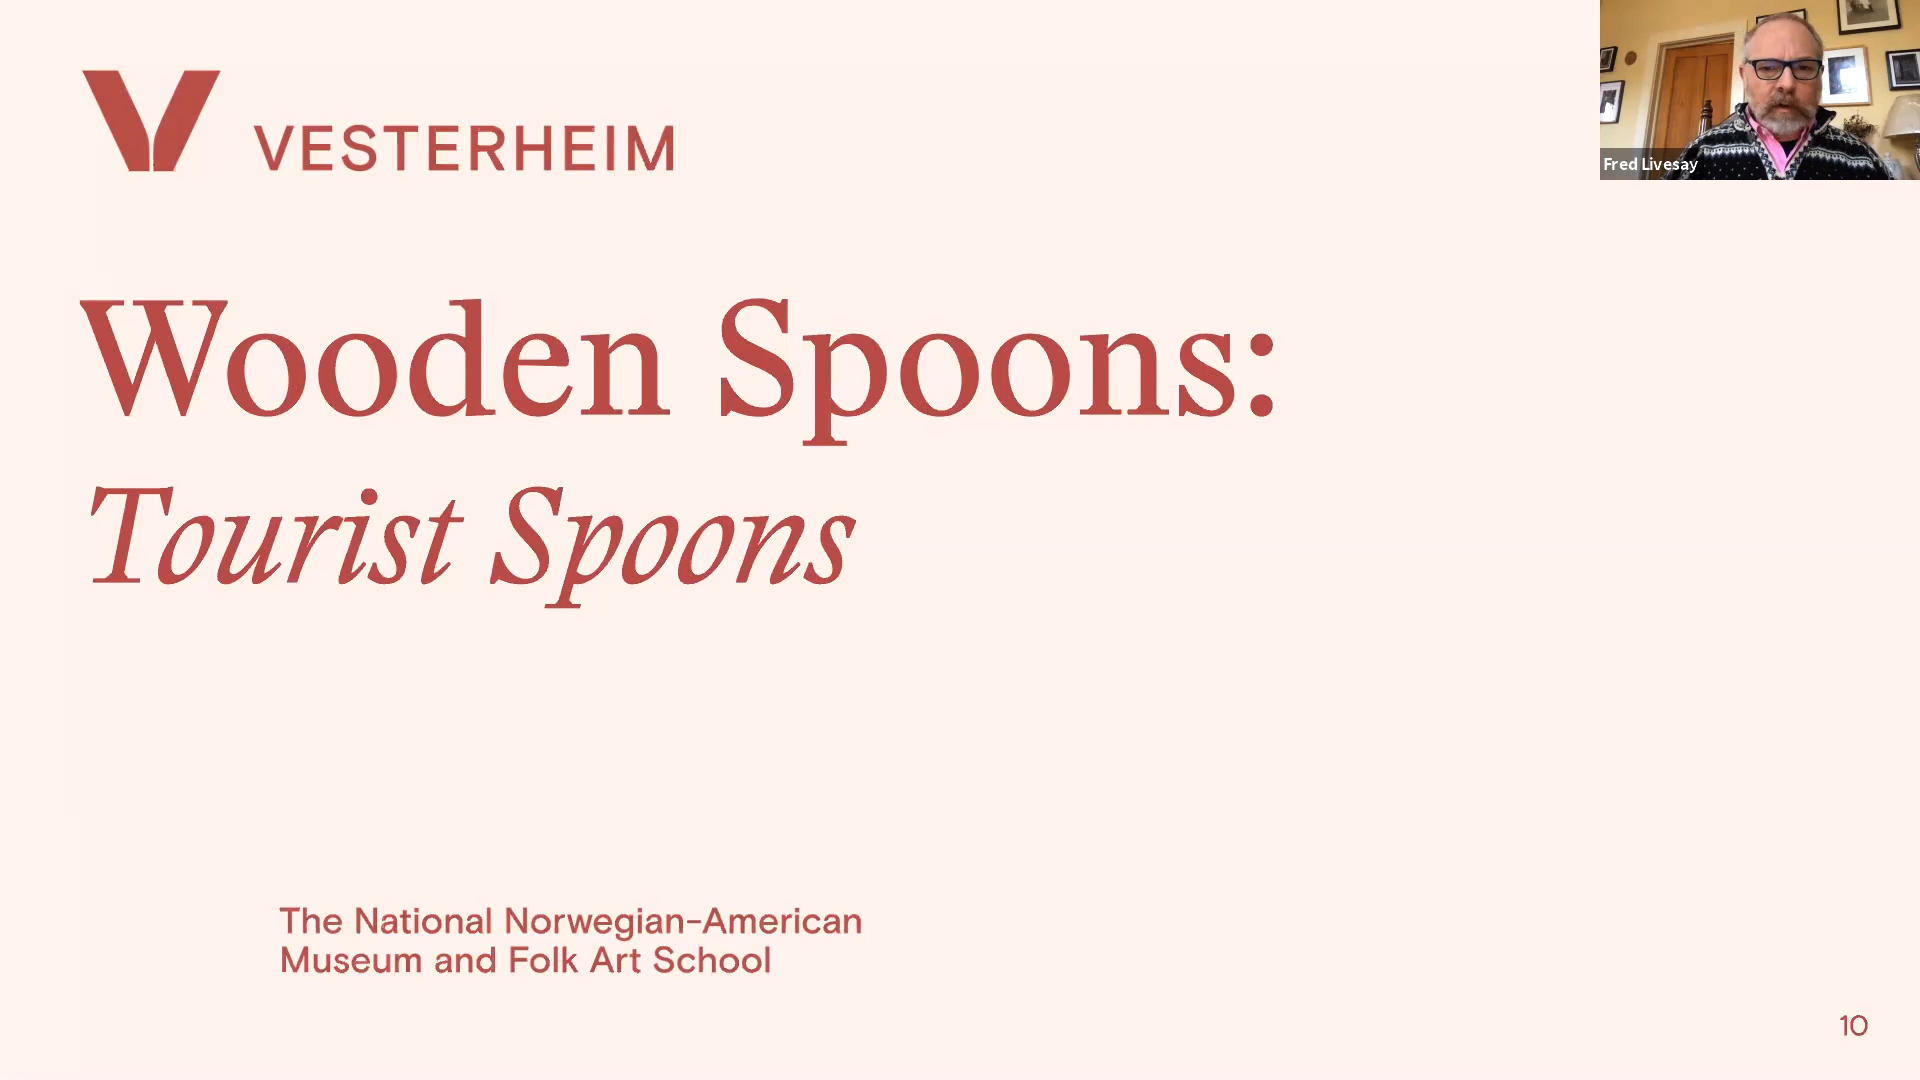 VESTERHEIM
Fred Livesay
Wooden Spoons:
Tourist Spoons
The National Norwegian-American
Museum and Folk Art School
10